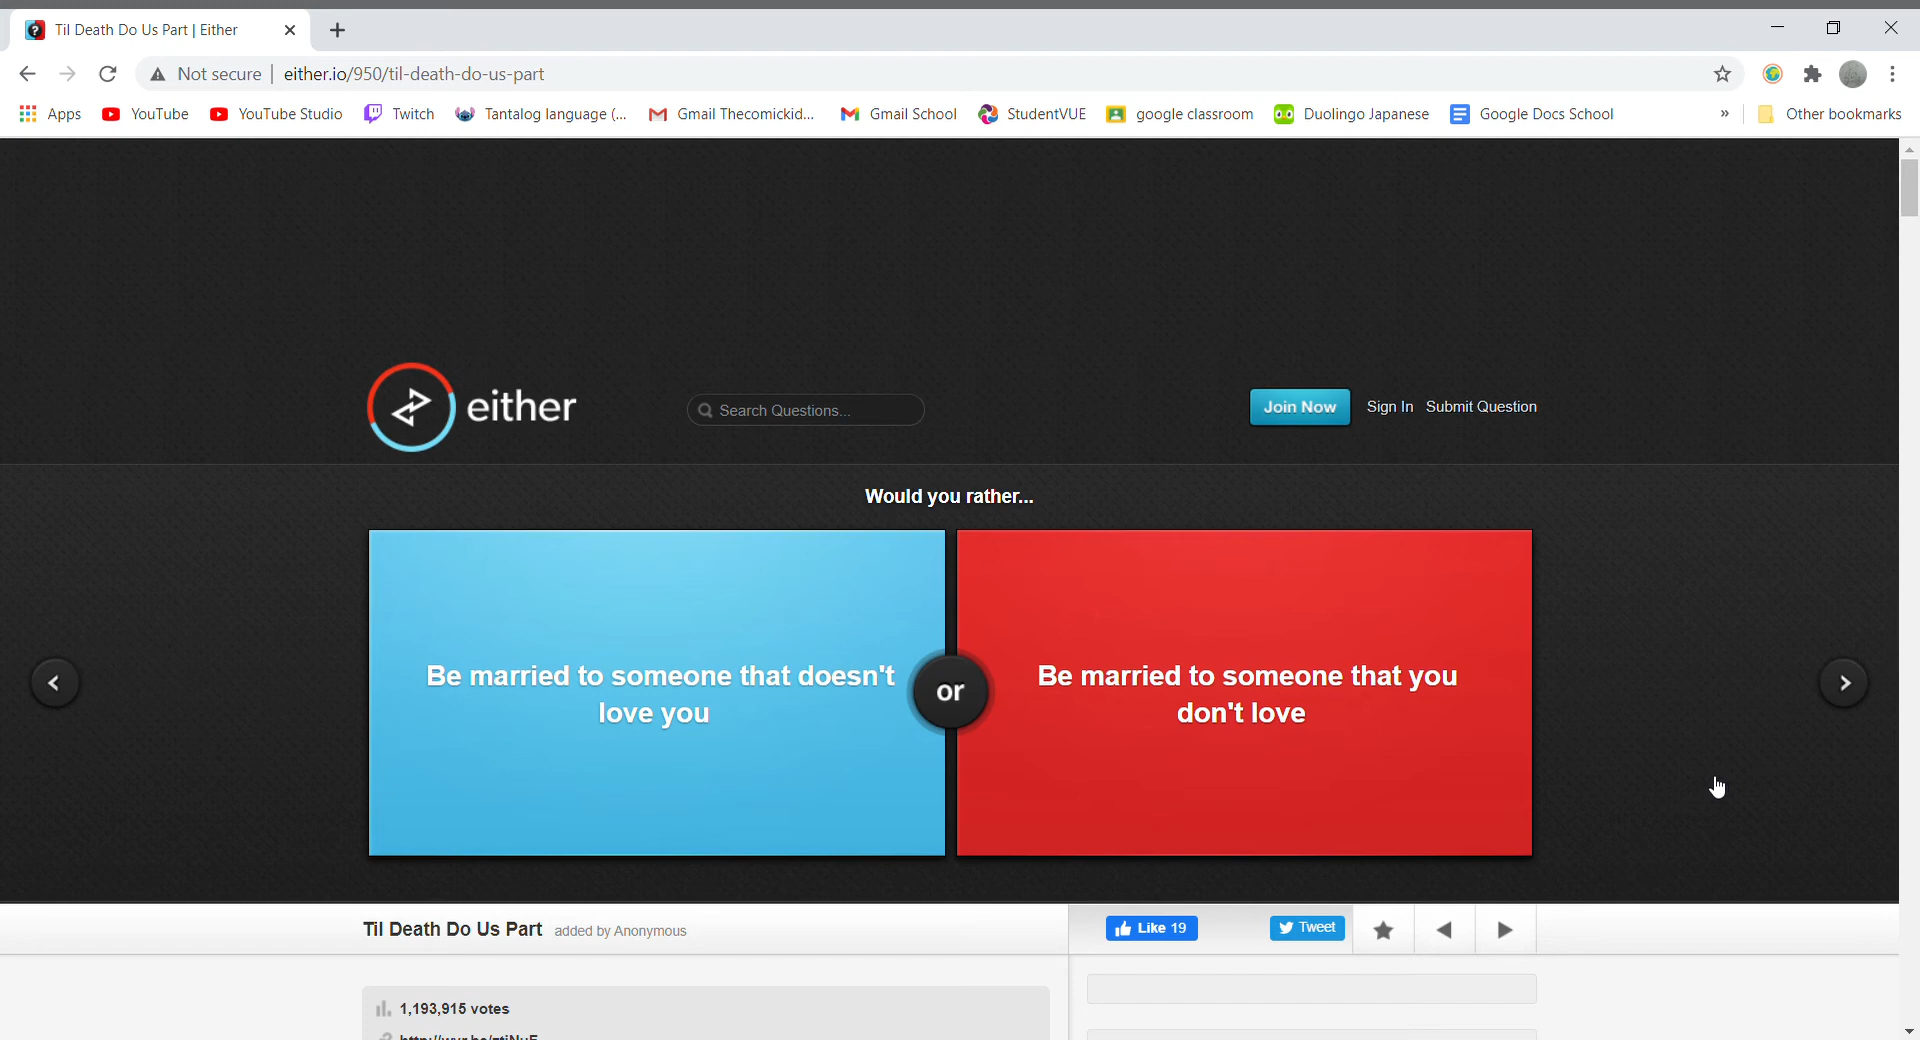 Til Death Do Us Part | Either
Not secure | either.io/950/til-death-do-us-part
Apps YouTube YouTube Studio Twitch Tantalog language (... Gmail Thecomickid... Gmail School StudentVUE google classroom Duolingo Japanese Google Docs School » Other bookmarks
either
Search Questions...
Join Now Sign In Submit Question
Would you rather...
Be married to someone that doesn't
love you
or
Be married to someone that you
don't love
Til Death Do Us Part added by Anonymous
Like 19
Tweet
1,193,915 votes